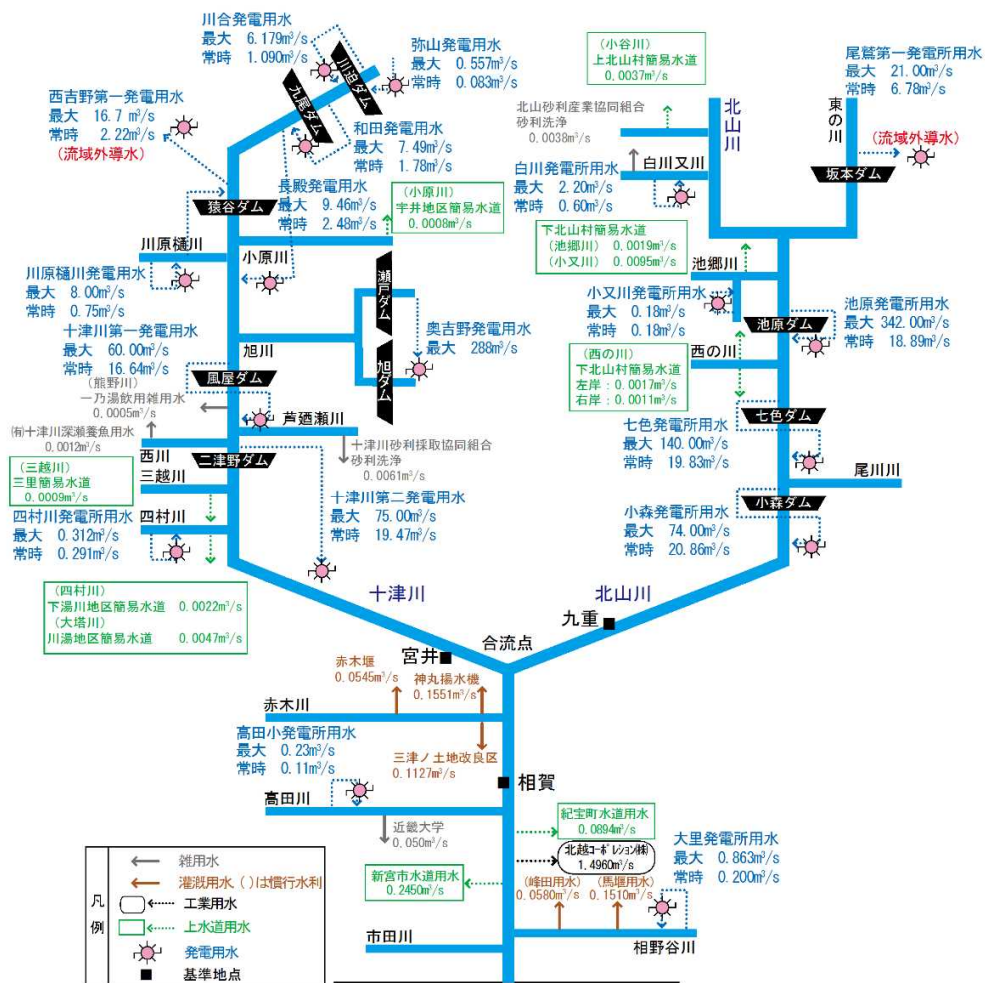 川合発電用水
最大 6.179m³/s
常時 1.090m³/s
弥山発電用水
最大 0.557m³/s
常時 0.083m³/s
川迫ダム
九尾ダム
西吉野第一発電用水
最大 16.7 m³/s
常時 2.22m³/s
(流域外導水)
和田発電用水
最大 7.49m³/s
常時 1.78m³/s
長殿発電用水
最大 9.46m³/s
常時 2.48m³/s
(小原川)
宇井地区簡易水道
0.0008m³/s
猿谷ダム
川原樋川
小原川
川原樋川発電用水
最大 8.00m³/s
常時 0.75m³/s
瀬戸ダム
旭ダム
奥吉野発電用水
最大 288m³/s
十津川第一発電用水
最大 60.00m³/s
常時 16.64m³/s
旭川
風屋ダム
(熊野川)
一乃湯飲用雑用水
0.0005m³/s
芦廼瀬川
㈲十津川深瀬養魚用水
0.0012m³/s
西川
二津野ダム
十津川砂利採取協同組合
砂利洗浄
0.0061m³/s
(三越川)
三里簡易水道
0.0009m³/s
三越川
十津川第二発電用水
最大 75.00m³/s
常時 19.47m³/s
四村川発電所用水
最大 0.312m³/s
常時 0.291m³/s
四村川
(四村川)
下湯川地区簡易水道 0.0022m³/s
(大塔川)
川湯地区簡易水道 0.0047m³/s
十津川
(小谷川)
上北山村簡易水道
0.0037m³/s
尾鷲第一発電所用水
最大 21.00m³/s
常時 6.78m³/s
(流域外導水)
北山砂利産業協同組合
砂利洗浄
0.0038m³/s
北山川
東の川
白川又川
坂本ダム
白川発電所用水
最大 2.20m³/s
常時 0.60m³/s
下北山村簡易水道
(池郷川) 0.0019m³/s
(小又川) 0.0095m³/s
池郷川
小又川発電所用水
最大 0.18m³/s
常時 0.18m³/s
池原ダム
池原発電所用水
最大 342.00m³/s
常時 18.89m³/s
西の川
(西の川)
下北山村簡易水道
左岸：0.0017m³/s
右岸：0.0011m³/s
七色ダム
七色発電所用水
最大 140.00m³/s
常時 19.83m³/s
尾川川
小森ダム
小森発電所用水
最大 74.00m³/s
常時 20.86m³/s
北山川
九重
合流点
宮井
赤木堰
0.0545m³/s
神丸揚水機
0.1551m³/s
赤木川
三津ノ土地改良区
0.1127m³/s
高田小発電所用水
最大 0.23m³/s
常時 0.11m³/s
相賀
高田川
近畿大学
0.050m³/s
紀宝町水道用水
0.0894m³/s
北越コーポレション㈱
1.4960m³/s
大里発電所用水
最大 0.863m³/s
常時 0.200m³/s
新宮市水道用水
0.2450m³/s
(峰田用水)
0.0580m³/s
(馬堰用水)
0.1510m³/s
市田川
相野谷川
凡例
雑用水
灌漑用水、()は慣行水利
工業用水
上水道用水
発電用水
基準地点